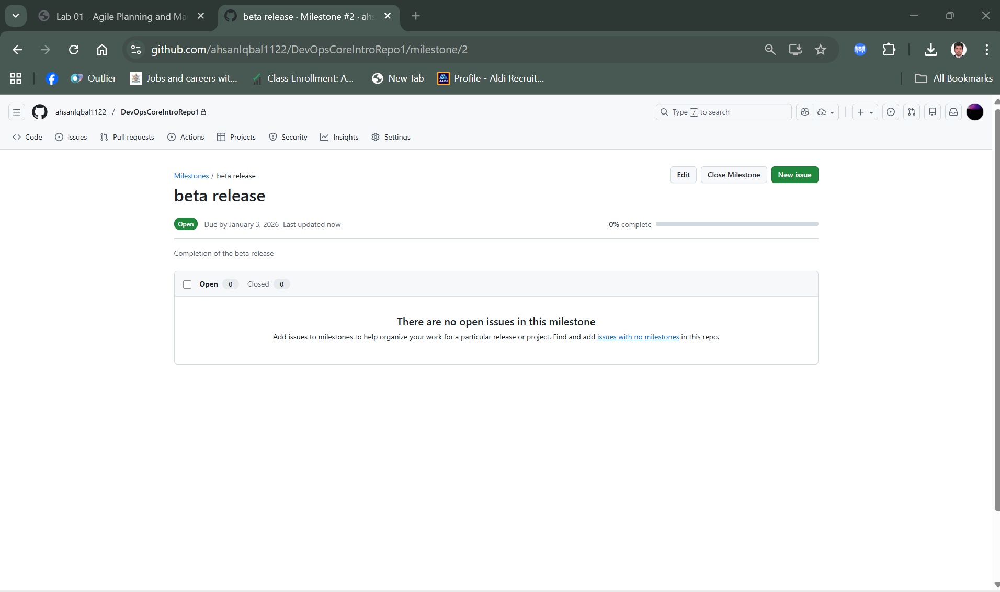 Lab 01 - Agile Planning and Ma
beta release · Milestone #2 · ahs
github.com/ahsanIqbal1122/DevOpsCoreIntroRepo1/milestone/2
Outlier
Jobs and careers wit...
Class Enrollment: A...
New Tab
ALDI
Profile - Aldi Recruit...
All Bookmarks
ahsanIqbal1122 / DevOpsCoreIntroRepo1
Type / to search
Code
Issues
Pull requests
Actions
Projects
Security
Insights
Settings
Milestones / beta release
Edit
Close Milestone
New issue
beta release
Open
Due by January 3, 2026
Last updated now
0% complete
Completion of the beta release
Open 0
Closed 0
There are no open issues in this milestone
Add issues to milestones to help organize your work for a particular release or project. Find and add issues with no milestones in this repo.